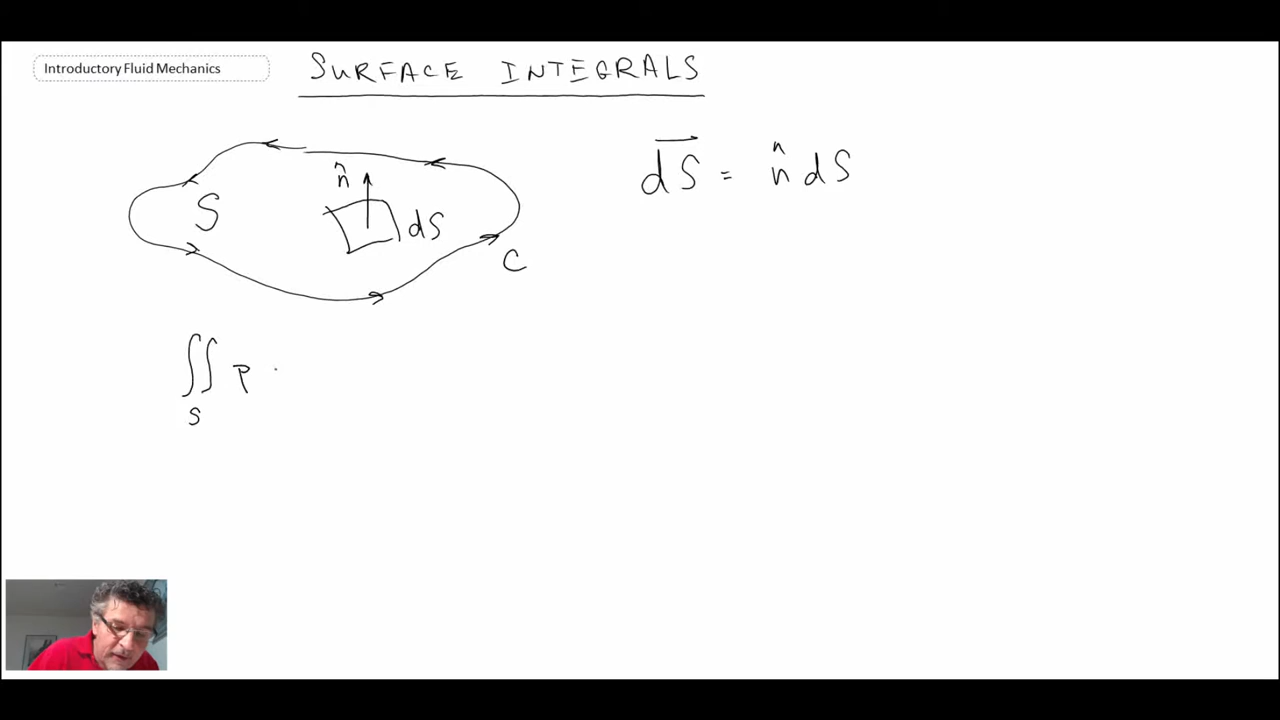 Introductory Fluid Mechanics
SURFACE INTEGRALS
n̂
S
dS
C
d⃗S = n̂ dS
∬ p
S